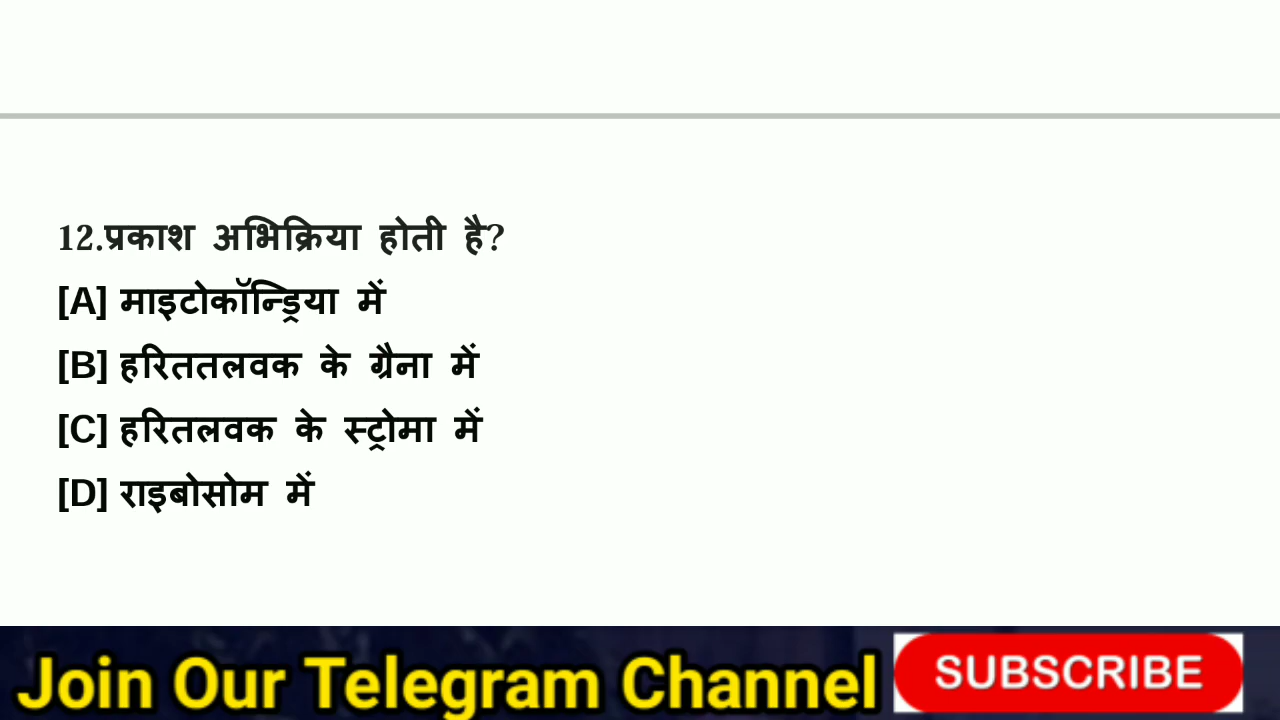 12.प्रकाश अभिक्रिया होती है?
[A] माइटोकॉन्ड्रिया में
[B] हरिततलवक के ग्रैना में
[C] हरितलवक के स्ट्रोमा में
[D] राइबोसोम में
Join Our Telegram Channel SUBSCRIBE